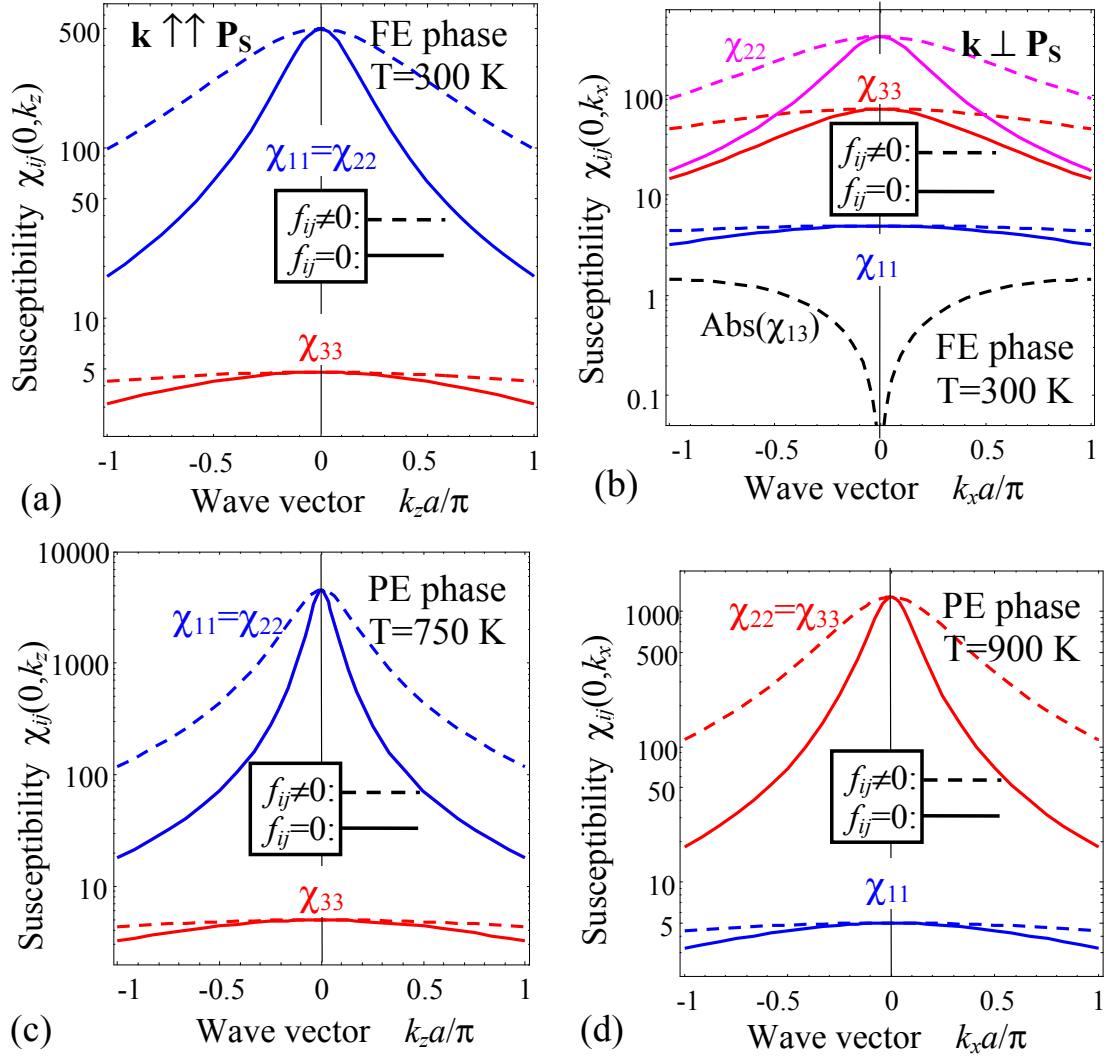 Susceptibility χij(0,kz)
500
100
50
10
5
k ↑↑ PS
FE phase
T=300 K
χ11=χ22
fij≠0:
fij=0:
χ33
-1
-0.5
0
0.5
1
(a)
Wave vector kza/π
Susceptibility χij(0,kx)
100
10
1
0.1
k ⊥ PS
χ22
χ33
fij≠0:
fij=0:
χ11
Abs(χ13)
FE phase
T=300 K
-1
-0.5
0
0.5
1
(b)
Wave vector kxa/π
Susceptibility χij(0,kz)
10000
1000
100
10
PE phase
T=750 K
χ11=χ22
fij≠0:
fij=0:
χ33
-1
-0.5
0
0.5
1
(c)
Wave vector kza/π
Susceptibility χij(0,kx)
1000
500
100
50
10
5
PE phase
T=900 K
χ22=χ33
fij≠0:
fij=0:
χ11
-1
-0.5
0
0.5
1
(d)
Wave vector kxa/π